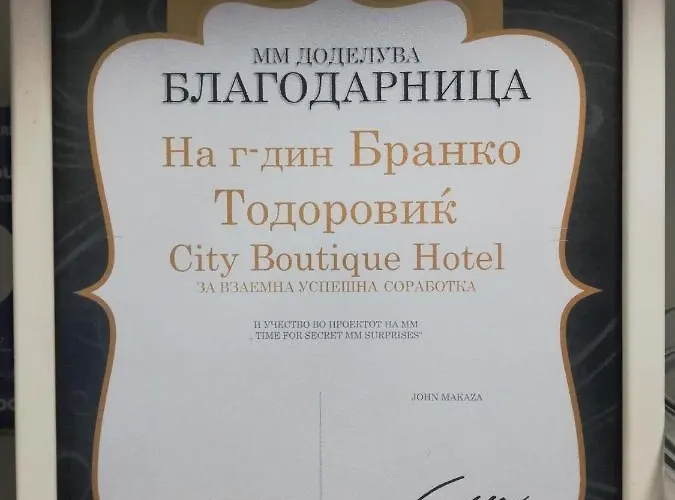 ММ ДОДЕЛУВА
БЛАГОДАРНИЦА
На г-дин Бранко
Тодоровиќ
City Boutique Hotel
ЗА ВЗАЕМНА УСПЕШНА СОРАБОТКА
И УЧЕСТВО ВО ПРОЕКТОТ НА ММ
„TIME FOR SECRET MM SURPRISES“
JOHN MAKAZA